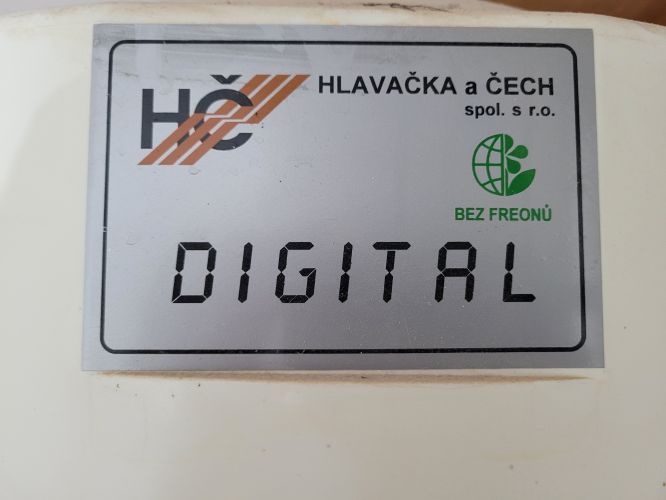 HČ
HLAVAČKA a ČECH
spol. s r.o.
BEZ FREONŮ
DIGITAL